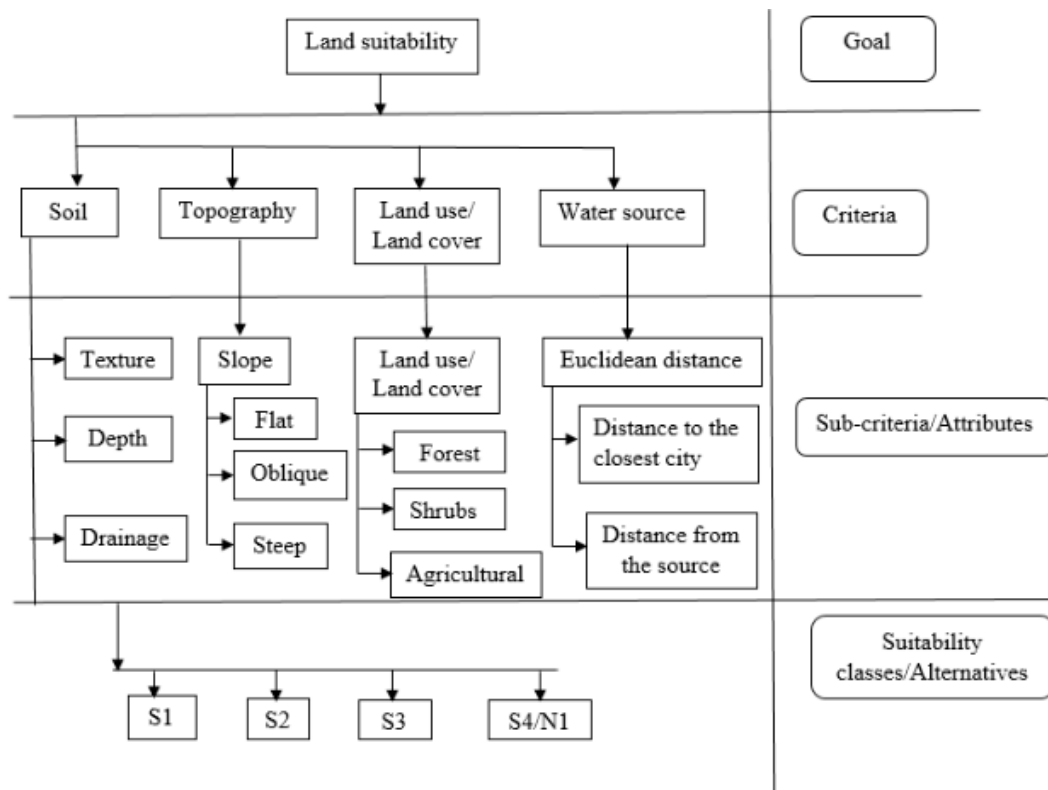 Land suitability
Goal
Soil
Topography
Land use/
Land cover
Water source
Criteria
Texture
Depth
Drainage
Slope
Flat
Oblique
Steep
Land use/
Land cover
Forest
Shrubs
Agricultural
Euclidean distance
Distance to the
closest city
Distance from
the source
Sub-criteria/Attributes
S1
S2
S3
S4/N1
Suitability
classes/Alternatives